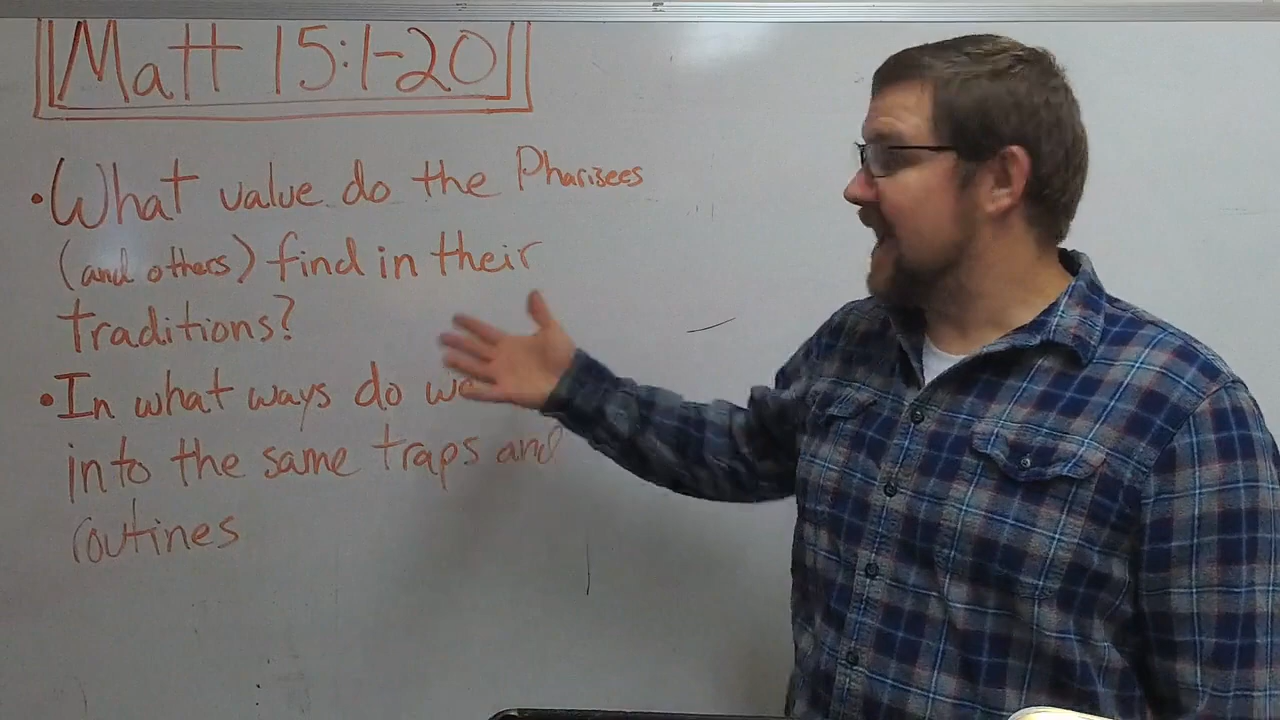 Matt 15:1-20
• What value do the Pharisees
(and others) find in their
traditions?
• In what ways do we
into the same traps and
routines